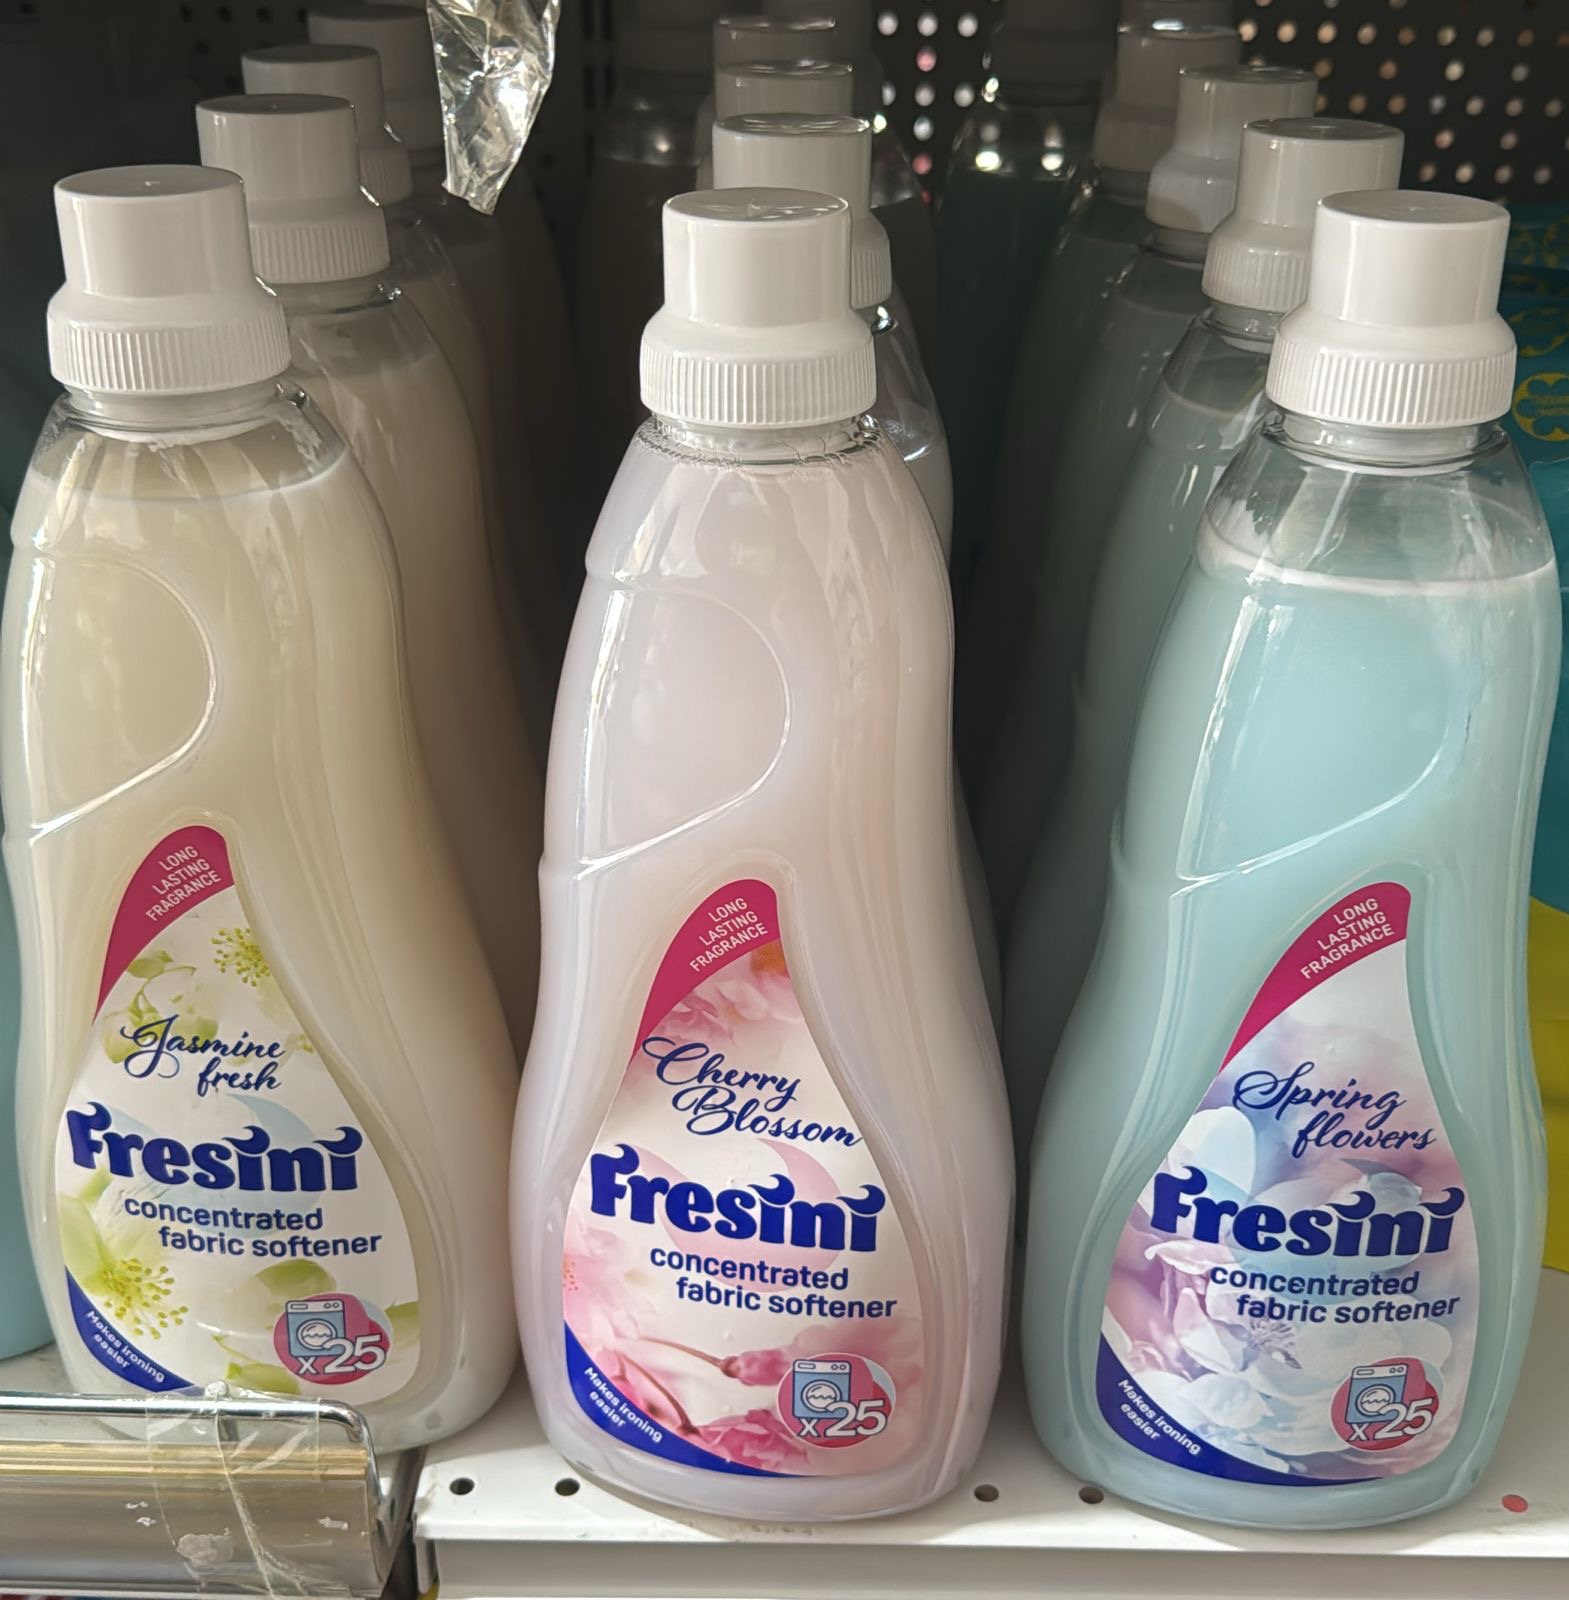 LONG
LASTING
FRAGRANCE
Jasmine
fresh
Fresini
concentrated
fabric softener
x25
Makes ironing
easier
LONG
LASTING
FRAGRANCE
Cherry
Blossom
Fresini
concentrated
fabric softener
x25
Makes ironing
easier
LONG
LASTING
FRAGRANCE
Spring
flowers
Fresini
concentrated
fabric softener
x25
Makes ironing
easier